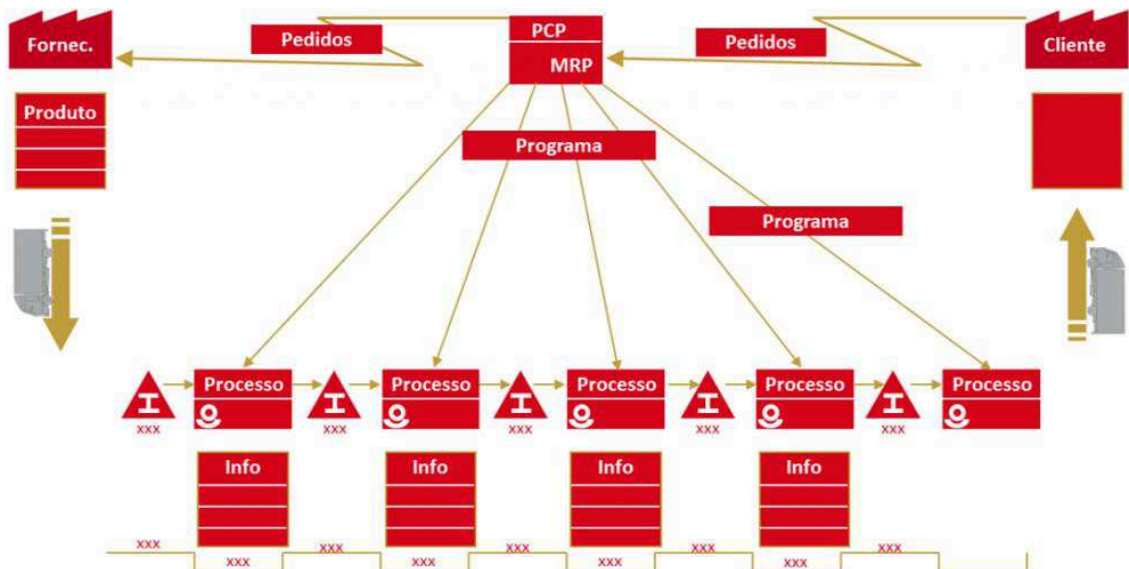 Fornec.
Pedidos
PCP
MRP
Pedidos
Cliente
Produto
Programa
Programa
I
Processo
I
Processo
I
Processo
I
Processo
I
Processo
xxx
xxx
xxx
xxx
xxx
Info
Info
Info
Info
xxx
xxx
xxx
xxx
xxx
xxx
xxx
xxx
xxx